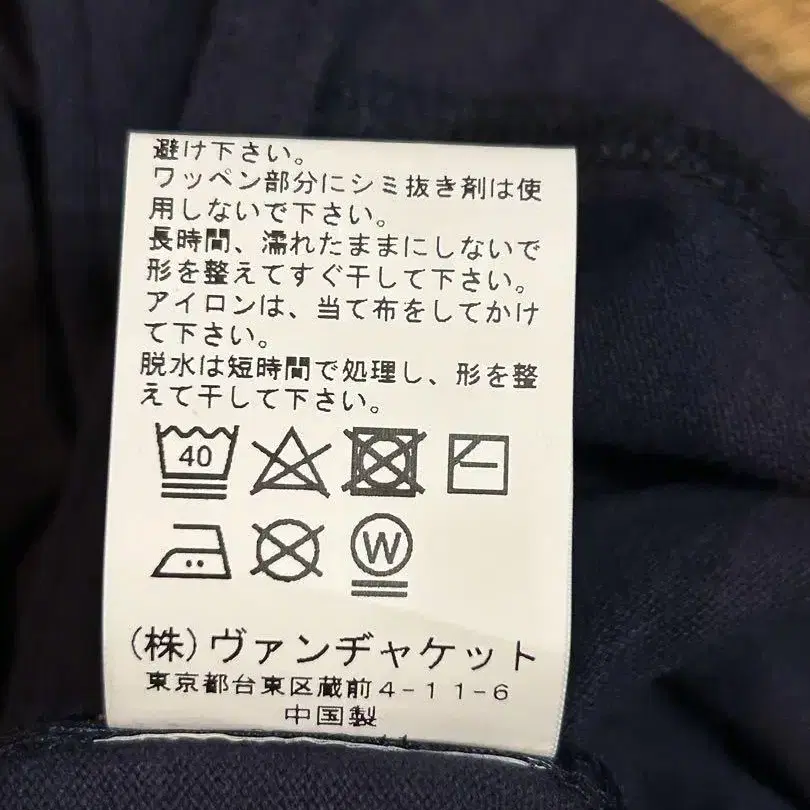 避け下さい。
ワッペン部分にシミ抜き剤は使
用しないで下さい。
長時間、濡れたままにしないで
形を整えてすぐ干して下さい。
アイロンは、当て布をしてかけ
て下さい。
脱水は短時間で処理し、形を整
えて干して下さい。
40
W
(株)ヴァンヂャケット
東京都台東区蔵前4-11-6
中国製